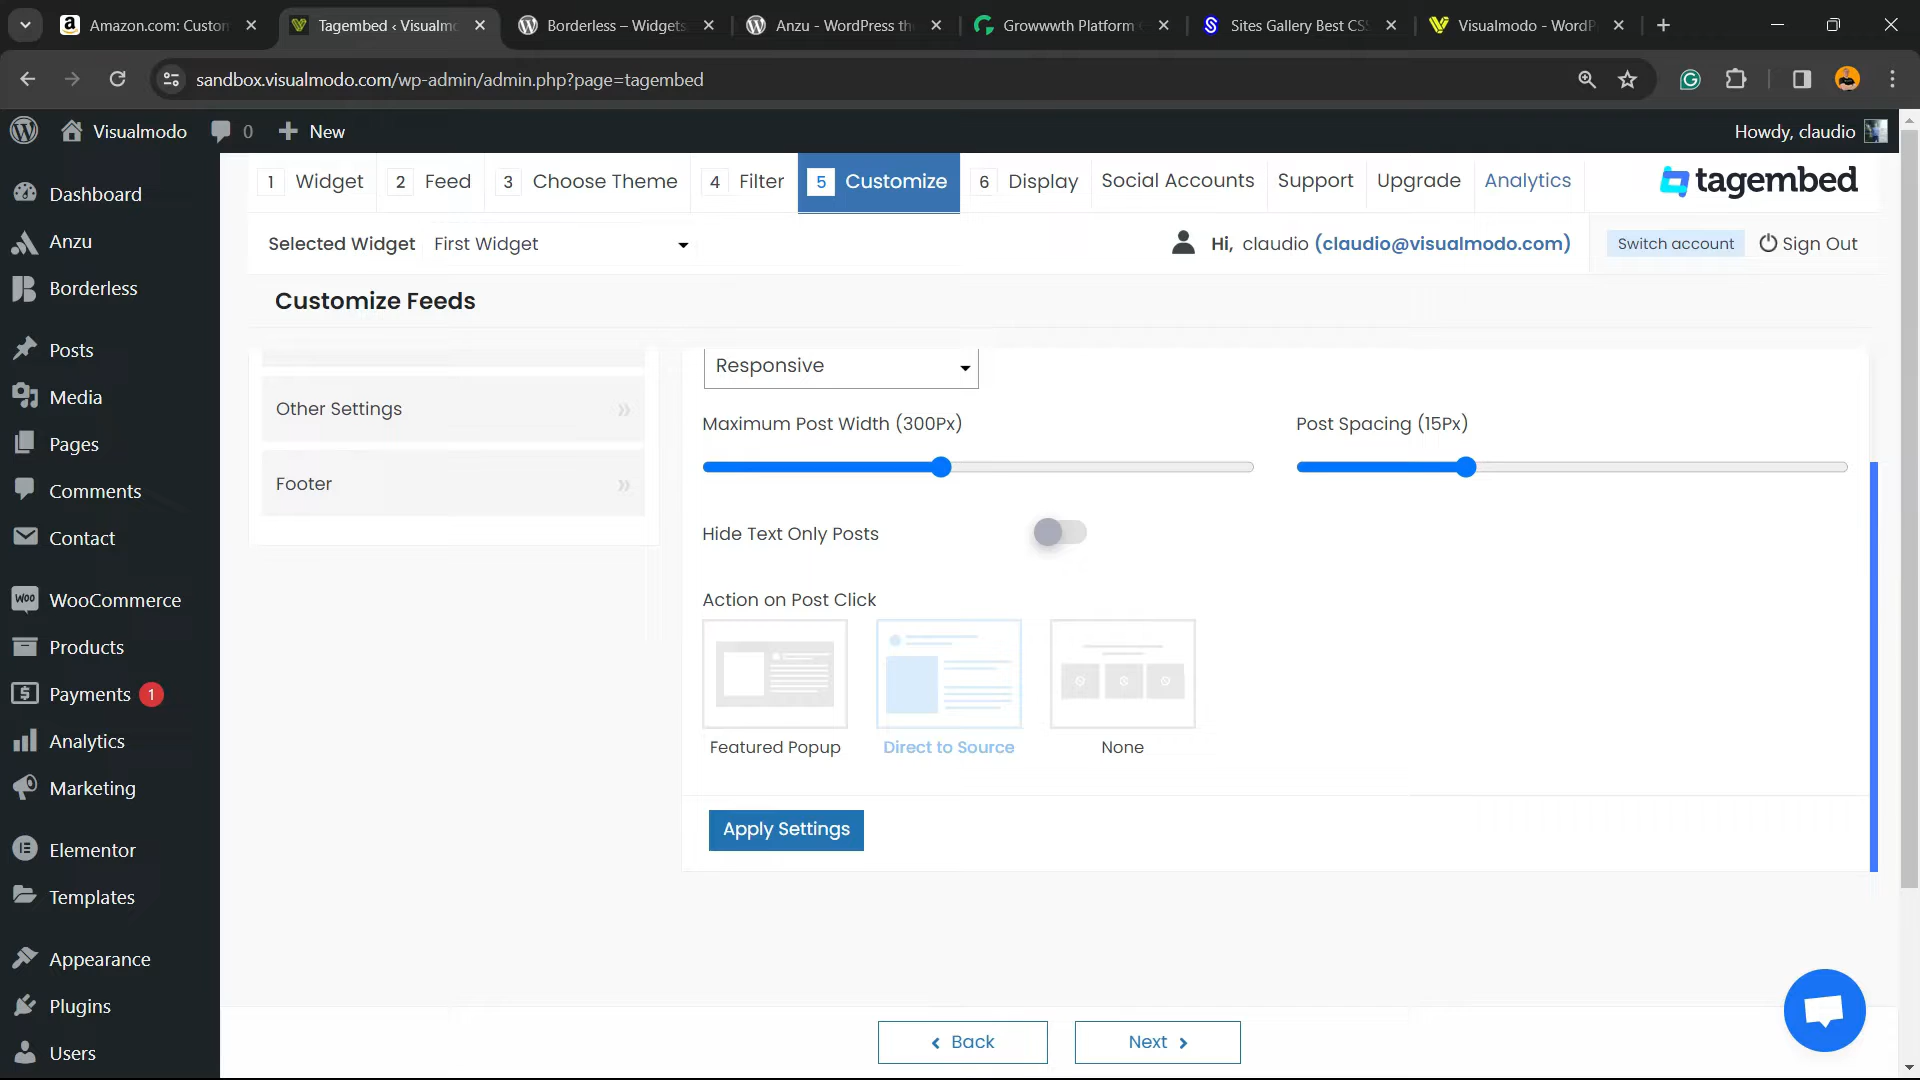 Amazon.com: Custom
Tagembed ‹ Visualmo
Borderless – Widgets
Anzu - WordPress th
Growwwth Platform
Sites Gallery Best CSS
Visualmodo - WordP
sandbox.visualmodo.com/wp-admin/admin.php?page=tagembed
Visualmodo
0
New
Howdy, claudio
1 Widget
2 Feed
3 Choose Theme
4 Filter
5 Customize
6 Display
Social Accounts
Support
Upgrade
Analytics
tagembed
Selected Widget
First Widget
Hi, claudio (claudio@visualmodo.com)
Switch account
Sign Out
Customize Feeds
Dashboard
Anzu
Borderless
Posts
Media
Pages
Comments
Contact
WooCommerce
Products
Payments 1
Analytics
Marketing
Elementor
Templates
Appearance
Plugins
Users
Other Settings
Footer
Responsive
Maximum Post Width (300Px)
Post Spacing (15Px)
Hide Text Only Posts
Action on Post Click
Featured Popup
Direct to Source
None
Apply Settings
Back
Next